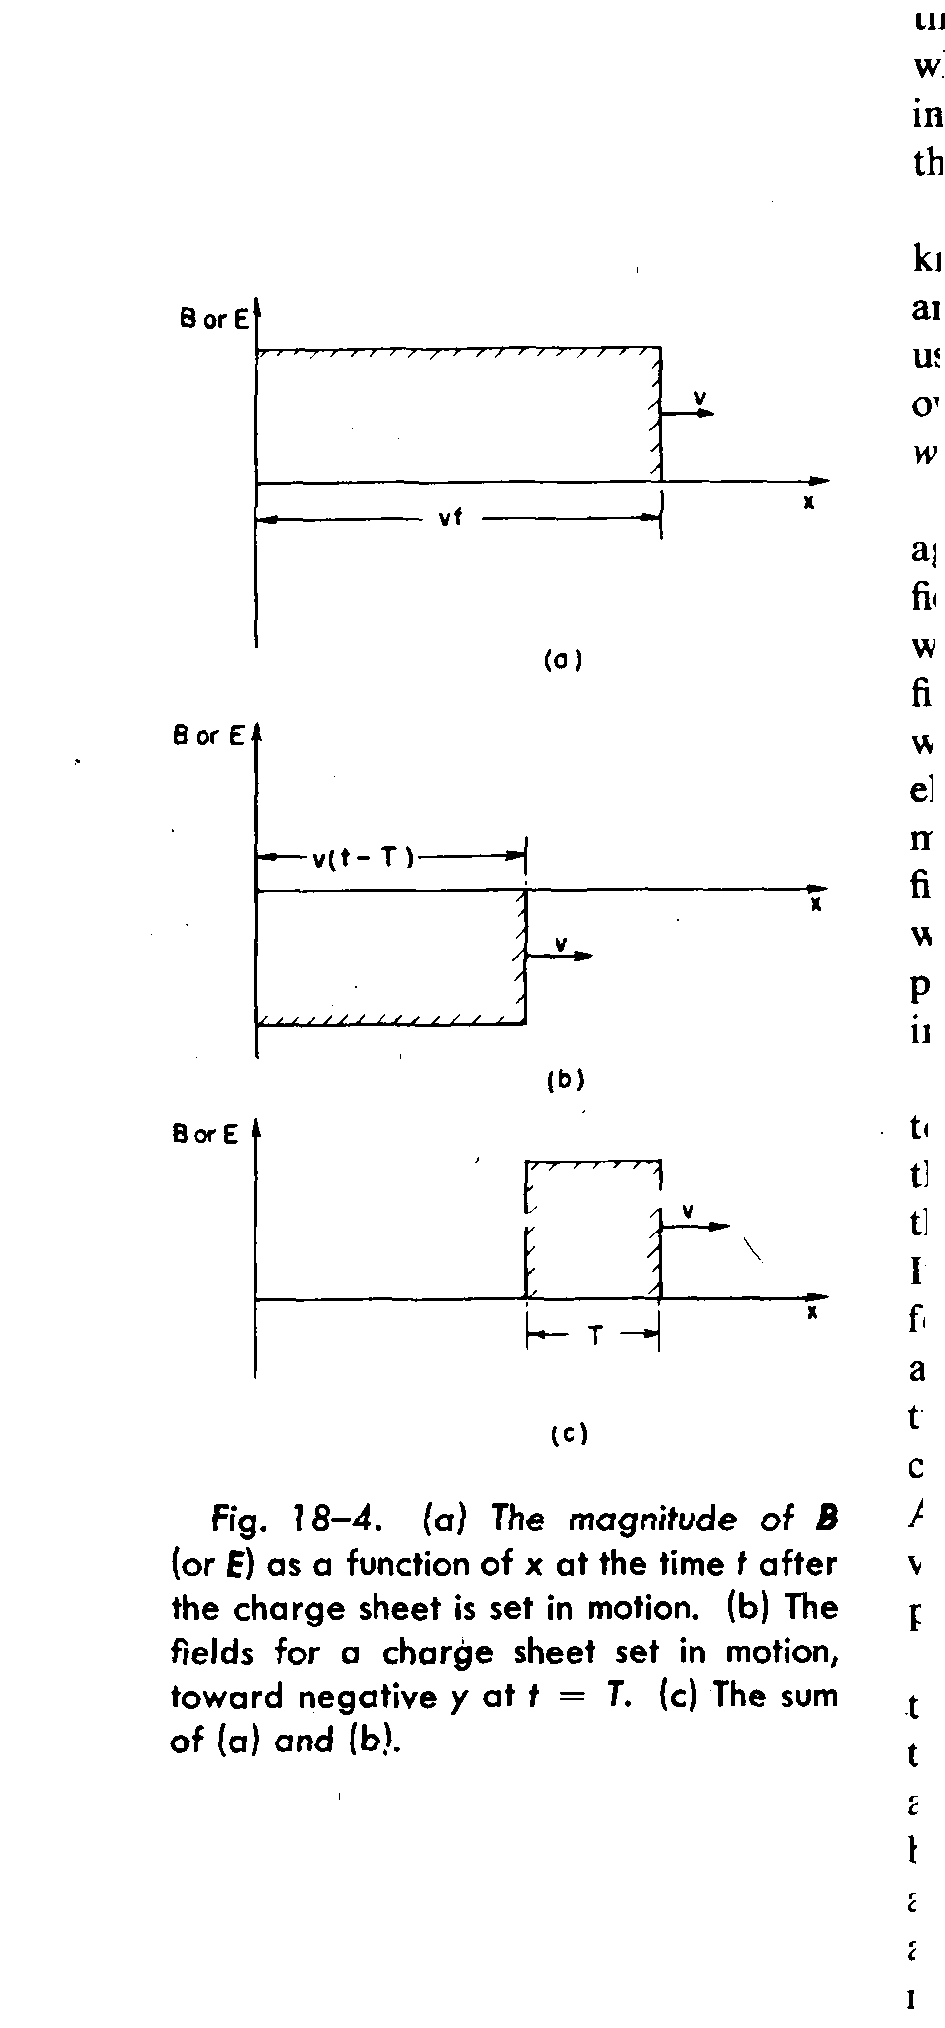 B or E
v
x
vt
(a)
B or E
v(t - T)
x
v
(b)
B or E
v
x
T
(c)
Fig. 18–4. (a) The magnitude of B
(or E) as a function of x at the time t after
the charge sheet is set in motion. (b) The
fields for a charge sheet set in motion,
toward negative y at t = T. (c) The sum
of (a) and (b).